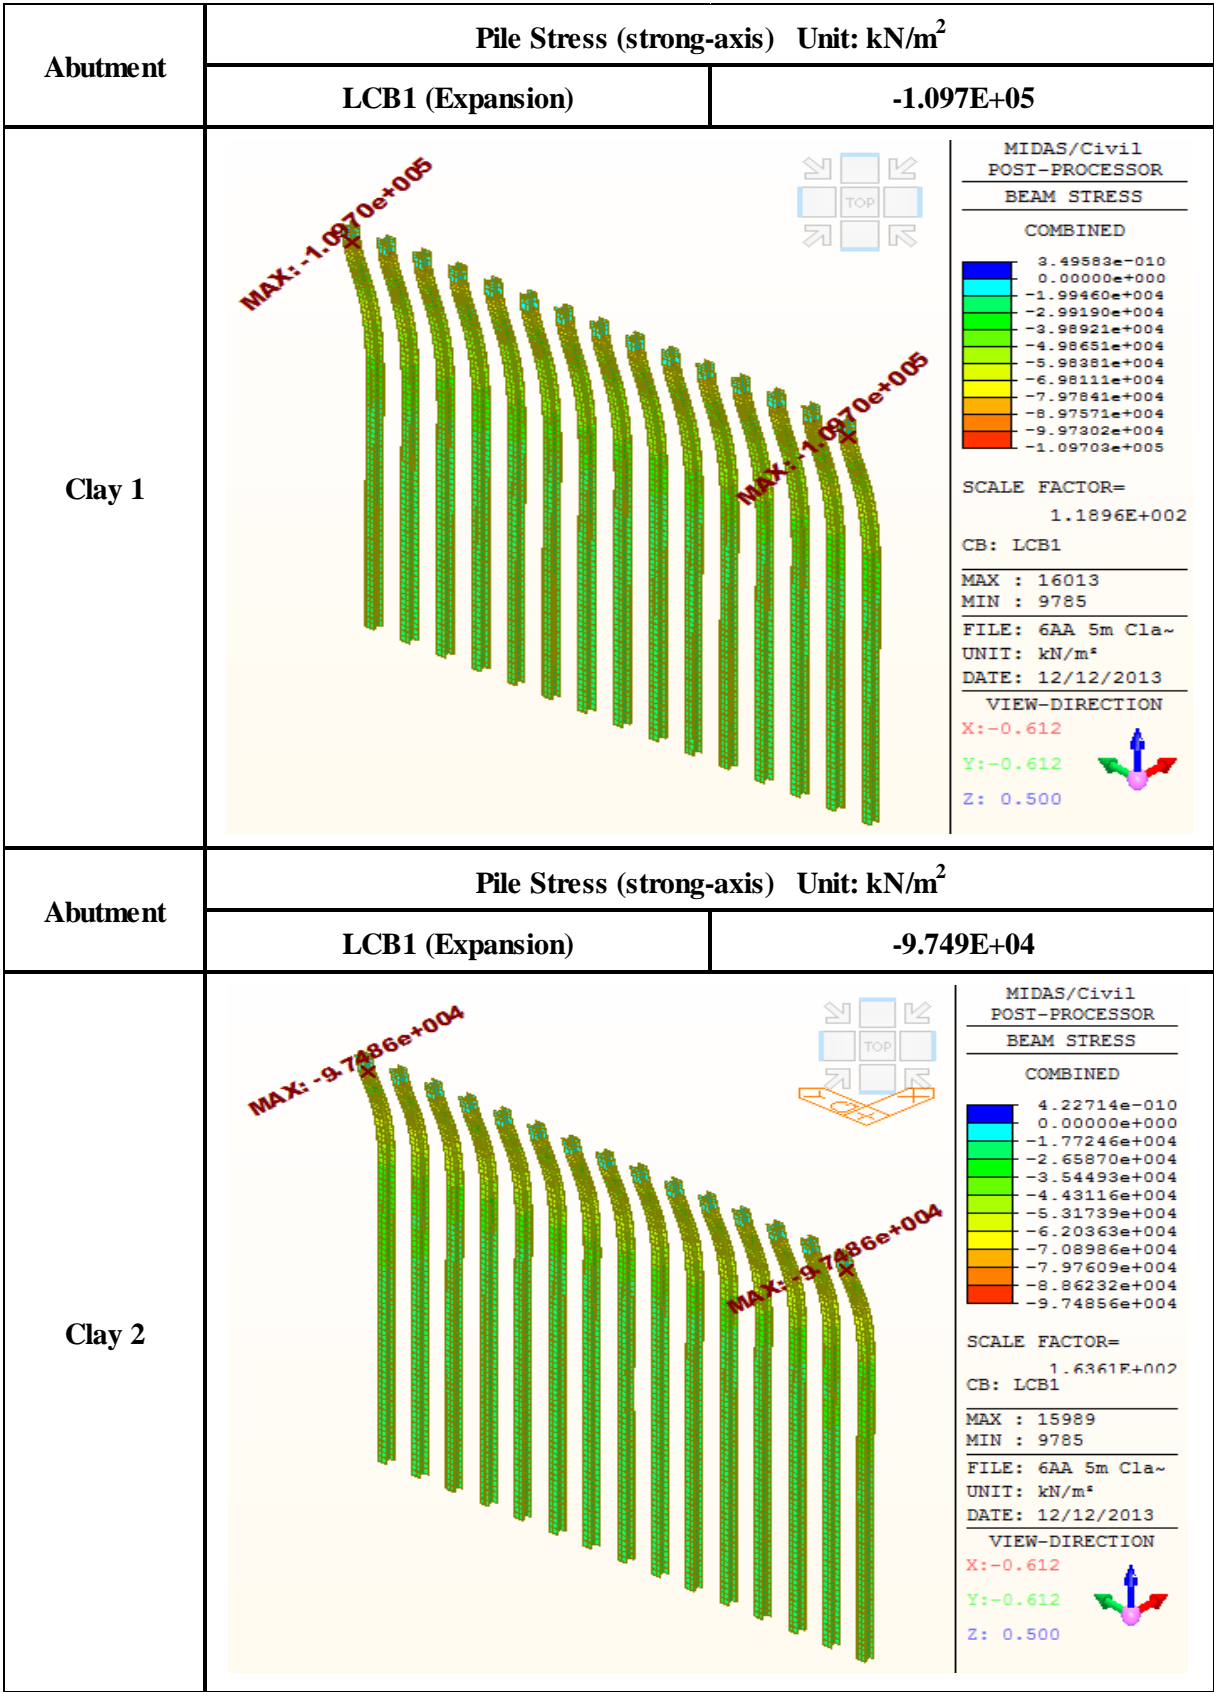 Abutment
Pile Stress (strong-axis) Unit: kN/m²
LCB1 (Expansion)
-1.097E+05
Clay 1
MAX: -1.0970e+005
MAX: -1.0970e+005
TOP
MIDAS/Civil
POST-PROCESSOR
BEAM STRESS
COMBINED
3.49583e-010
0.00000e+000
-1.99460e+004
-2.99190e+004
-3.98921e+004
-4.98651e+004
-5.98381e+004
-6.98111e+004
-7.97841e+004
-8.97571e+004
-9.97302e+004
-1.09703e+005
SCALE FACTOR=
1.1896E+002
CB: LCB1
MAX : 16013
MIN : 9785
FILE: 6AA 5m Cla~
UNIT: kN/m²
DATE: 12/12/2013
VIEW-DIRECTION
X:-0.612
Y:-0.612
Z: 0.500
Abutment
Pile Stress (strong-axis) Unit: kN/m²
LCB1 (Expansion)
-9.749E+04
Clay 2
MAX: -9.7486e+004
MAX: -9.7486e+004
TOP
MIDAS/Civil
POST-PROCESSOR
BEAM STRESS
COMBINED
4.22714e-010
0.00000e+000
-1.77246e+004
-2.65870e+004
-3.54493e+004
-4.43116e+004
-5.31739e+004
-6.20363e+004
-7.08986e+004
-7.97609e+004
-8.86232e+004
-9.74856e+004
SCALE FACTOR=
1.6361E+002
CB: LCB1
MAX : 15989
MIN : 9785
FILE: 6AA 5m Cla~
UNIT: kN/m²
DATE: 12/12/2013
VIEW-DIRECTION
X:-0.612
Y:-0.612
Z: 0.500